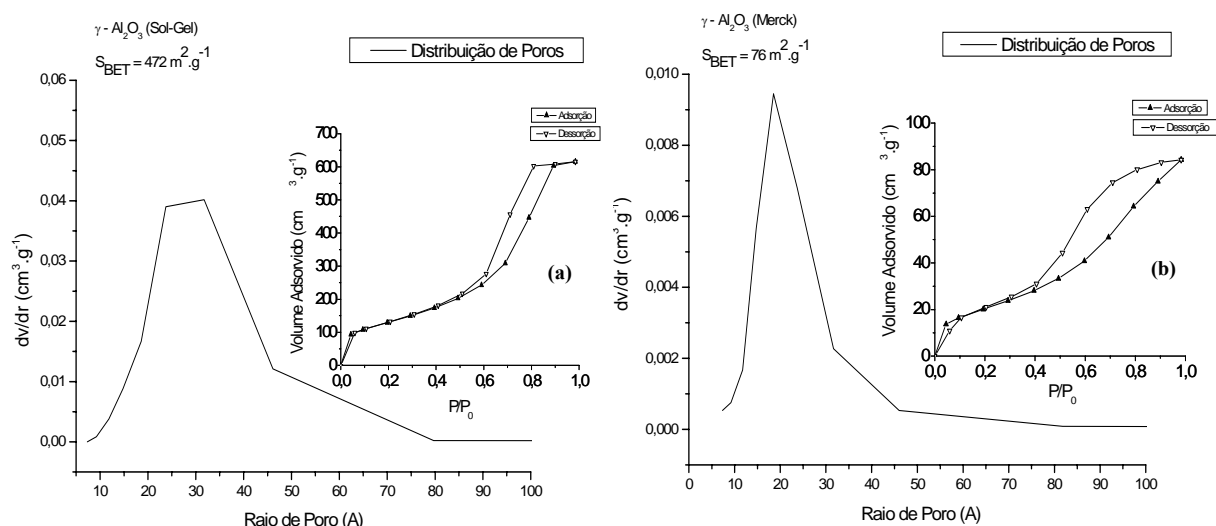 γ - Al₂O₃ (Sol-Gel)
S_BET = 472 m².g⁻¹
Distribuição de Poros
0,06
0,05
0,04
0,03
0,02
0,01
0,00
dv/dr (cm³.g⁻¹)
10 20 30 40 50 60 70 80 90 100
Raio de Poro (A)
Adsorção
Dessorção
700
600
500
400
300
200
100
0
Volume Adsorvido (cm³.g⁻¹)
0,0 0,2 0,4 0,6 0,8 1,0
P/P₀
(a)
γ - Al₂O₃ (Merck)
S_BET = 76 m².g⁻¹
Distribuição de Poros
0,010
0,008
0,006
0,004
0,002
0,000
dv/dr (cm³.g⁻¹)
0 10 20 30 40 50 60 70 80 90 100
Raio de Poro (A)
Adsorção
Dessorção
100
80
60
40
20
0
Volume Adsorvido (cm³.g⁻¹)
0,0 0,2 0,4 0,6 0,8 1,0
P/P₀
(b)